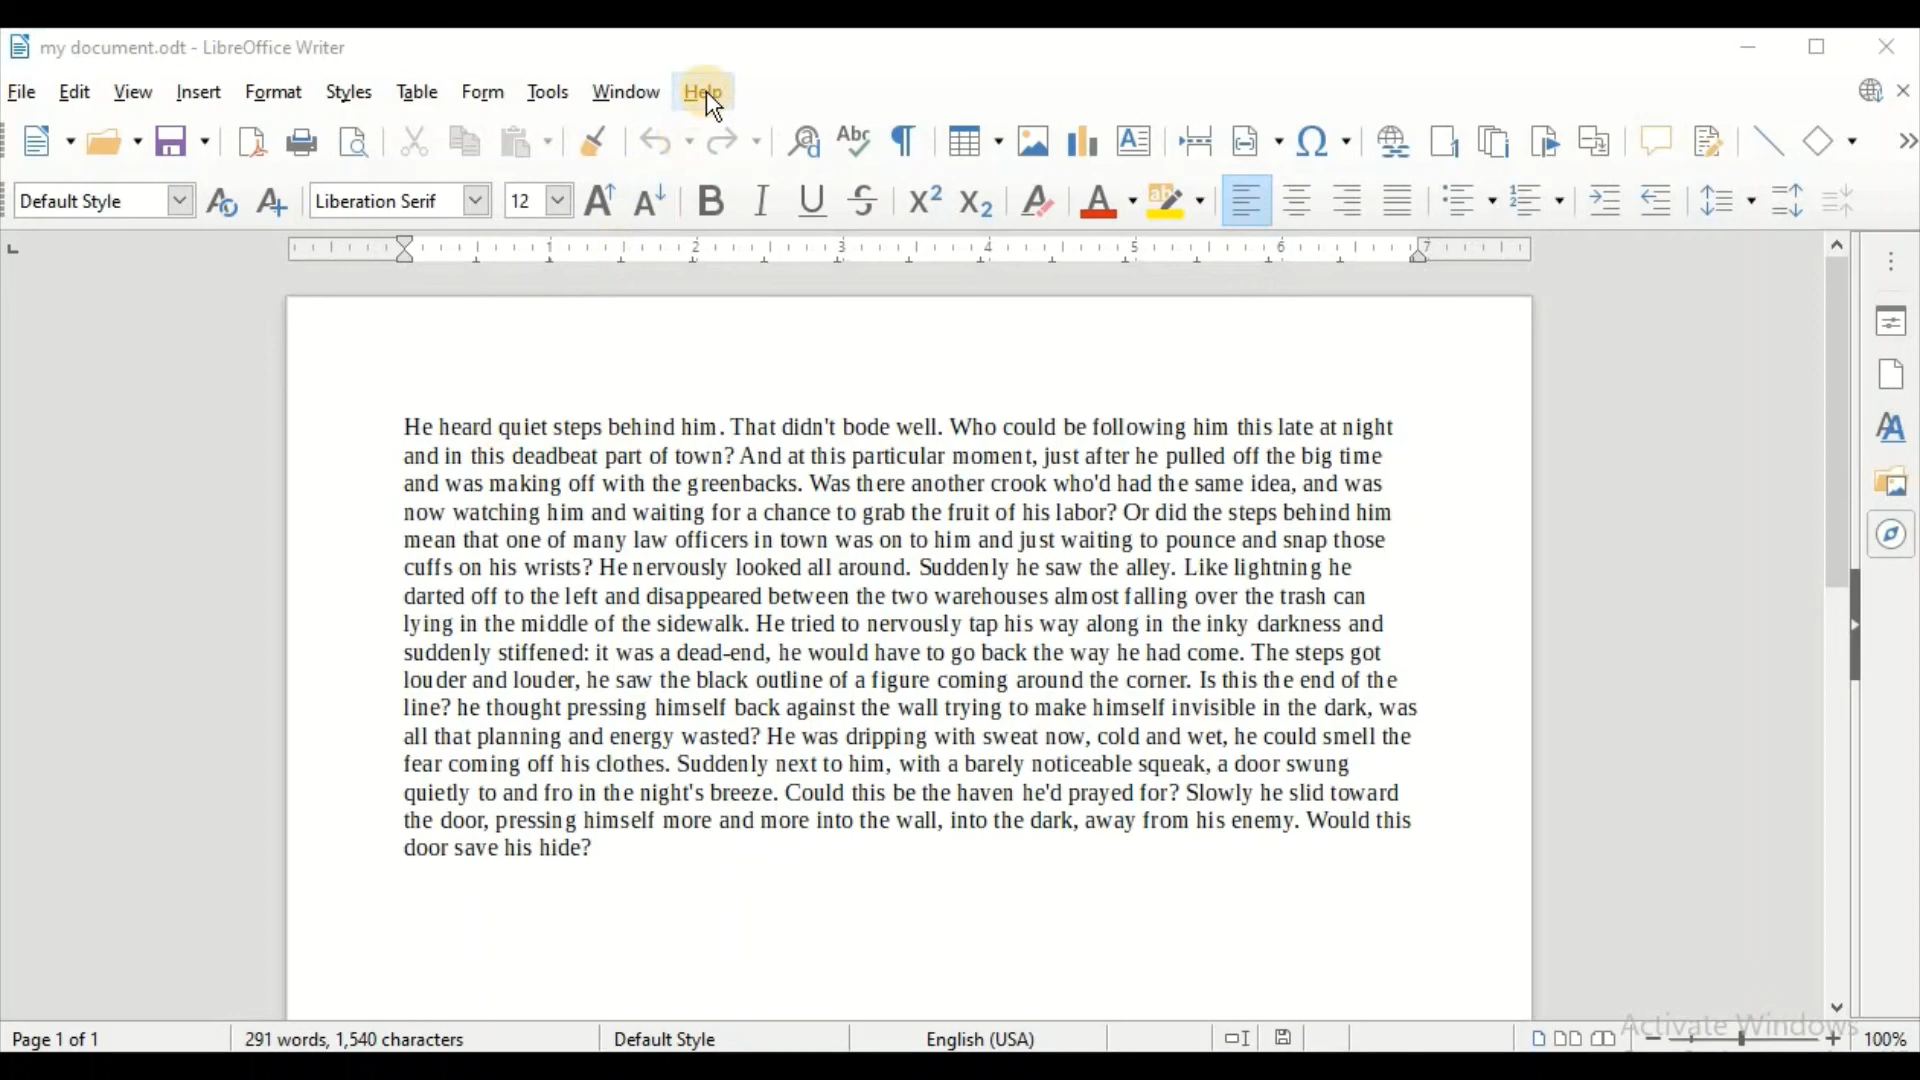 my document.odt - LibreOffice Writer
File Edit View Insert Format Styles Table Form Tools Window Help
Abc
Default Style Liberation Serif 12
1 2 3 4 5 6 7
He heard quiet steps behind him. That didn't bode well. Who could be following him this late at night
and in this deadbeat part of town? And at this particular moment, just after he pulled off the big time
and was making off with the greenbacks. Was there another crook who'd had the same idea, and was
now watching him and waiting for a chance to grab the fruit of his labor? Or did the steps behind him
mean that one of many law officers in town was on to him and just waiting to pounce and snap those
cuffs on his wrists? He nervously looked all around. Suddenly he saw the alley. Like lightning he
darted off to the left and disappeared between the two warehouses almost falling over the trash can
lying in the middle of the sidewalk. He tried to nervously tap his way along in the inky darkness and
suddenly stiffened: it was a dead-end, he would have to go back the way he had come. The steps got
louder and louder, he saw the black outline of a figure coming around the corner. Is this the end of the
line? he thought pressing himself back against the wall trying to make himself invisible in the dark, was
all that planning and energy wasted? He was dripping with sweat now, cold and wet, he could smell the
fear coming off his clothes. Suddenly next to him, with a barely noticeable squeak, a door swung
quietly to and fro in the night's breeze. Could this be the haven he'd prayed for? Slowly he slid toward
the door, pressing himself more and more into the wall, into the dark, away from his enemy. Would this
door save his hide?
Activate Windows
Page 1 of 1 291 words, 1,540 characters Default Style English (USA) 100%